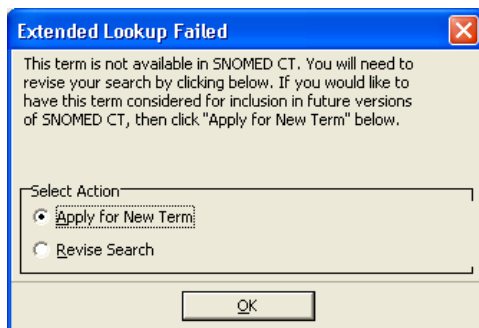 Extended Lookup Failed
This term is not available in SNOMED CT. You will need to
revise your search by clicking below. If you would like to
have this term considered for inclusion in future versions
of SNOMED CT, then click "Apply for New Term" below.
Select Action
Apply for New Term
Revise Search
OK